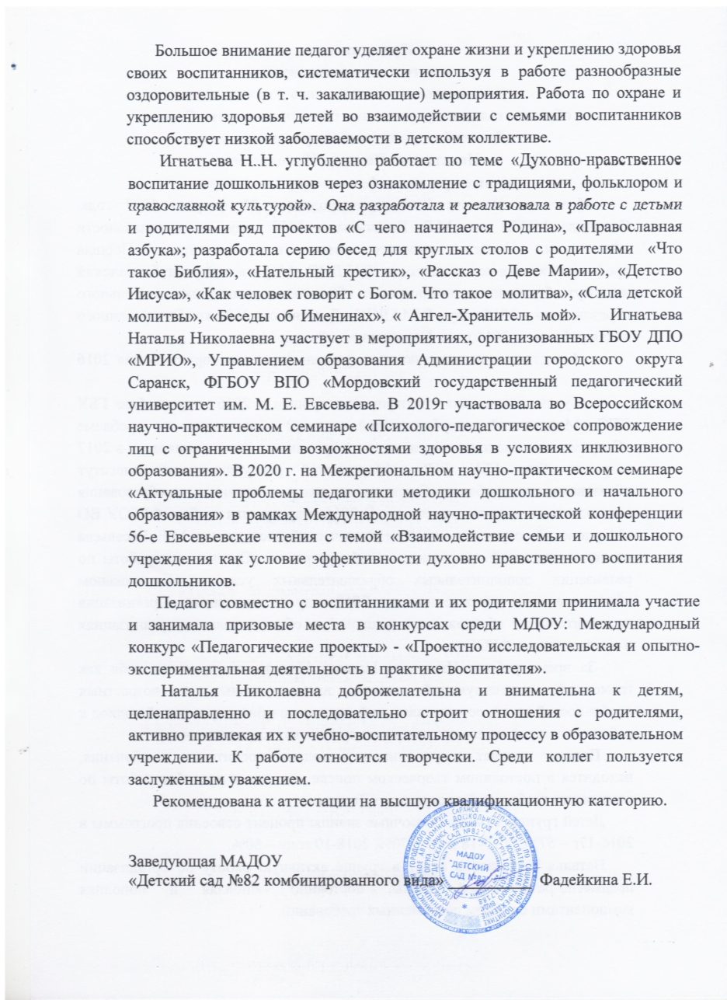 Большое внимание педагог уделяет охране жизни и укреплению здоровья
своих воспитанников, систематически используя в работе разнообразные
оздоровительные (в т. ч. закаливающие) мероприятия. Работа по охране и
укреплению здоровья детей во взаимодействии с семьями воспитанников
способствует низкой заболеваемости в детском коллективе.
Игнатьева Н..Н. углубленно работает по теме «Духовно-нравственное
воспитание дошкольников через ознакомление с традициями, фольклором и
православной культурой». Она разработала и реализовала в работе с детьми
и родителями ряд проектов «С чего начинается Родина», «Православная
азбука»; разработала серию бесед для круглых столов с родителями «Что
такое Библия», «Нательный крестик», «Рассказ о Деве Марии», «Детство
Иисуса», «Как человек говорит с Богом. Что такое молитва», «Сила детской
молитвы», «Беседы об Именинах», « Ангел-Хранитель мой». Игнатьева
Наталья Николаевна участвует в мероприятиях, организованных ГБОУ ДПО
«МРИО», Управлением образования Администрации городского округа
Саранск, ФГБОУ ВПО «Мордовский государственный педагогический
университет им. М. Е. Евсевьева. В 2019г участвовала во Всероссийском
научно-практическом семинаре «Психолого-педагогическое сопровождение
лиц с ограниченными возможностями здоровья в условиях инклюзивного
образования». В 2020 г. на Межрегиональном научно-практическом семинаре
«Актуальные проблемы педагогики методики дошкольного и начального
образования» в рамках Международной научно-практической конференции
56-е Евсевьевские чтения с темой «Взаимодействие семьи и дошкольного
учреждения как условие эффективности духовно нравственного воспитания
дошкольников.
Педагог совместно с воспитанниками и их родителями принимала участие
и занимала призовые места в конкурсах среди МДОУ: Международный
конкурс «Педагогические проекты» - «Проектно исследовательская и опытно-
экспериментальная деятельность в практике воспитателя».
Наталья Николаевна доброжелательна и внимательна к детям,
целенаправленно и последовательно строит отношения с родителями,
активно привлекая их к учебно-воспитательному процессу в образовательном
учреждении. К работе относится творчески. Среди коллег пользуется
заслуженным уважением.
Рекомендована к аттестации на высшую квалификационную категорию.
Заведующая МАДОУ
«Детский сад №82 комбинированного вида» Фадейкина Е.И.
МАДОУ
"ДЕТСКИЙ
САД №82